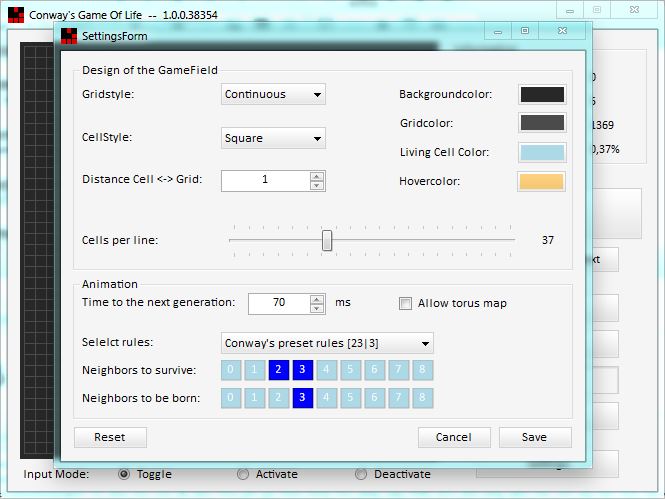 Conway's Game Of Life -- 1.0.0.38354
SettingsForm
Design of the GameField
Gridstyle: Continuous Backgroundcolor:
Gridcolor:
CellStyle: Square
Living Cell Color:
Distance Cell <-> Grid: 1 Hovercolor:
Cells per line: 37
Animation
Time to the next generation: 70 ms Allow torus map
Selelct rules: Conway's preset rules [23|3]
Neighbors to survive: 0 1 2 3 4 5 6 7 8
Neighbors to be born: 0 1 2 3 4 5 6 7 8
Reset Cancel Save
Input Mode: Toggle Activate Deactivate
1369
0,37%